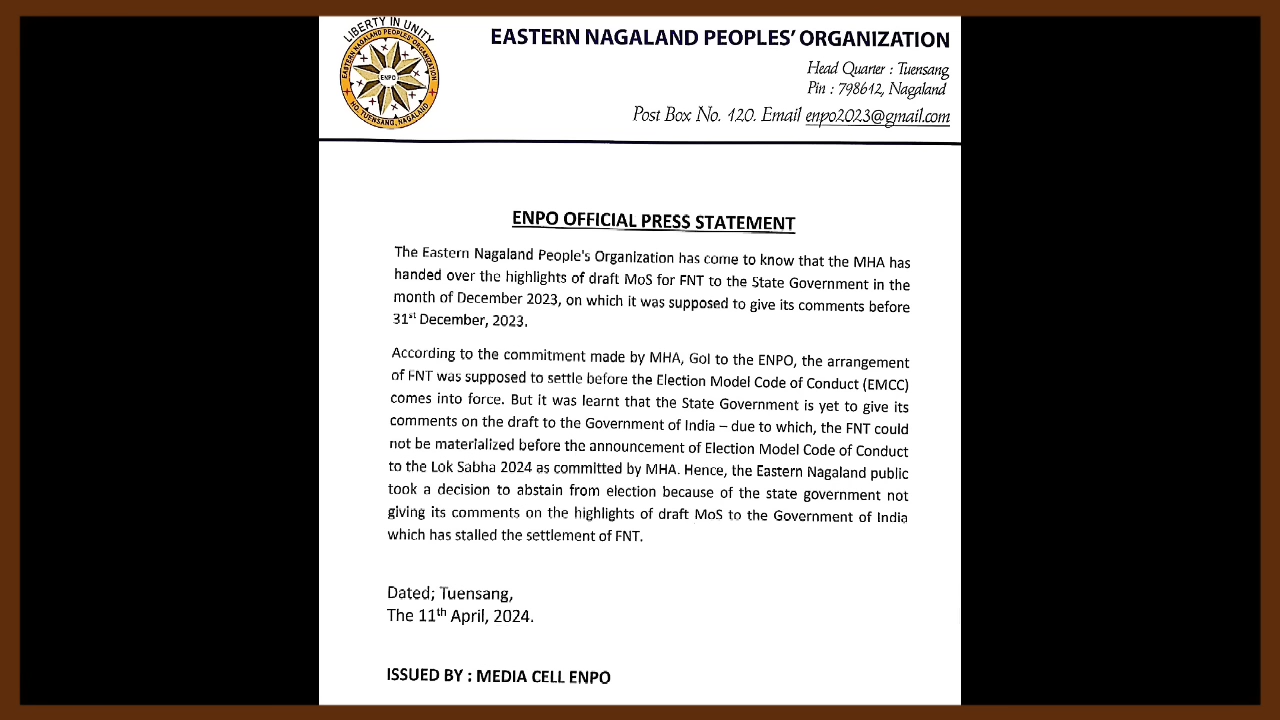 LIBERTY IN UNITY
EASTERN NAGALAND PEOPLES' ORGANIZATION
ENPO
HQ. TUENSANG, NAGALAND
EASTERN NAGALAND PEOPLES' ORGANIZATION
Head Quarter : Tuensang
Pin : 798612, Nagaland
Post Box No. 120. Email enpo2023@gmail.com
ENPO OFFICIAL PRESS STATEMENT
The Eastern Nagaland People's Organization has come to know that the MHA has
handed over the highlights of draft MoS for FNT to the State Government in the
month of December 2023, on which it was supposed to give its comments before
31st December, 2023.
According to the commitment made by MHA, GoI to the ENPO, the arrangement
of FNT was supposed to settle before the Election Model Code of Conduct (EMCC)
comes into force. But it was learnt that the State Government is yet to give its
comments on the draft to the Government of India – due to which, the FNT could
not be materialized before the announcement of Election Model Code of Conduct
to the Lok Sabha 2024 as committed by MHA. Hence, the Eastern Nagaland public
took a decision to abstain from election because of the state government not
giving its comments on the highlights of draft MoS to the Government of India
which has stalled the settlement of FNT.
Dated; Tuensang,
The 11th April, 2024.
ISSUED BY : MEDIA CELL ENPO